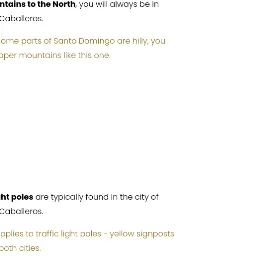 ntains to the North, you will always be in
Caballeros.
ome parts of Santo Domingo are hilly, you
oper mountains like this one.
ht poles are typically found in the city of
Caballeros.
applies to traffic light poles - yellow signposts
both cities.